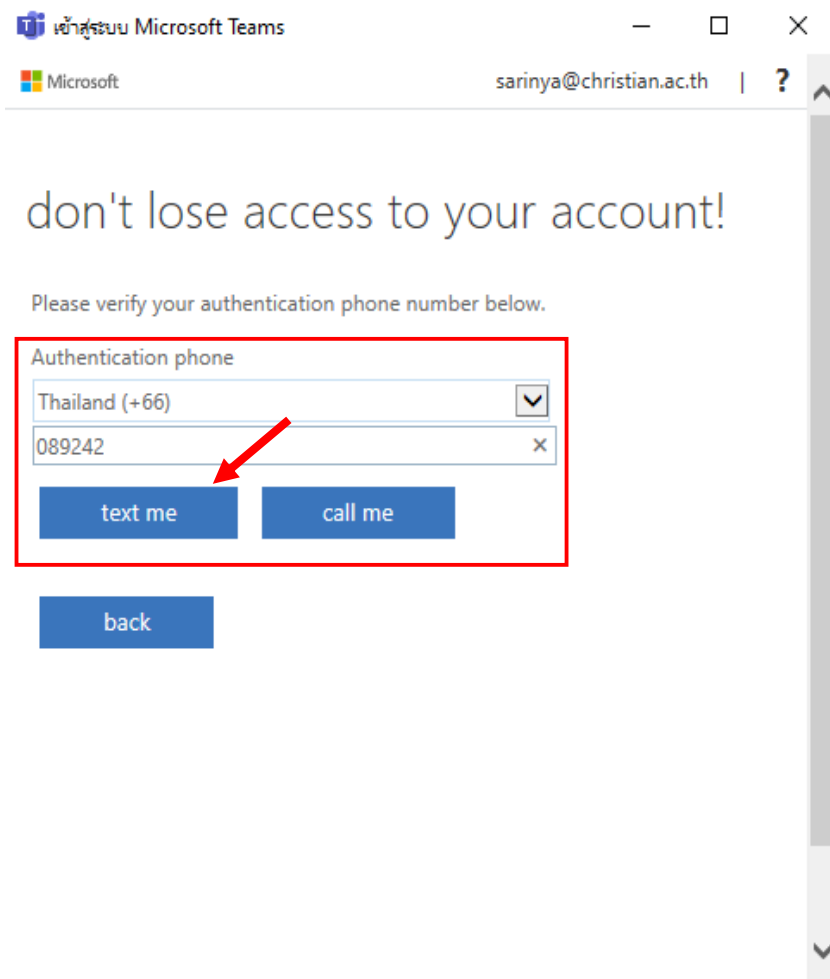 เข้าสู่ระบบ Microsoft Teams
Microsoft sarinya@christian.ac.th | ?
don't lose access to your account!
Please verify your authentication phone number below.
Authentication phone
Thailand (+66)
089242
text me call me
back